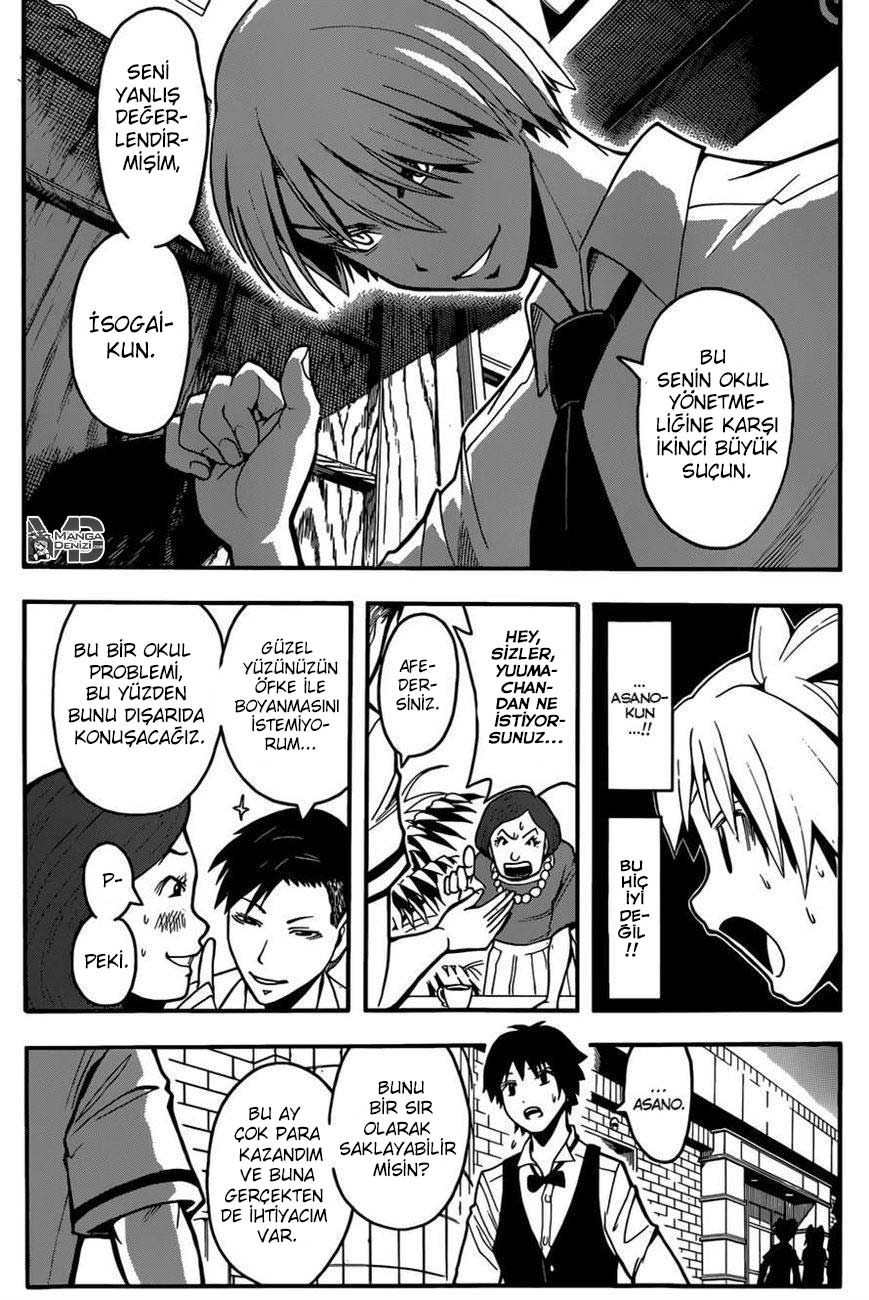 BU
SENİN OKUL
YÖNETME-
LİĞİNE KARŞI
İKİNCİ BÜYÜK
SUÇUN.
SENİ
YANLIŞ
DEĞER-
LENDİR-
MİŞİM,
İSOGAİ-
KUN.
MANGA
DENİZİ.com
...
ASANO-
KUN
...!!
BU
HİÇ
İYİ
DE-
ĞİL
!!
HEY,
SİZLER,
YUUMA-
CHAN-
DAN NE
İSTİYOR-
SUNUZ...
AFE-
DER-
SİNİZ.
GÜZEL
YÜZÜNÜZÜN
ÖFKE İLE
BOYANMASINI
İSTEMİYO-
RUM...
BU BİR OKUL
PROBLEMİ,
BU YÜZDEN
BUNU DIŞARIDA
KONUŞACAĞIZ.
P-
PEKİ.
...
ASANO.
BUNU
BİR SIR
OLARAK
SAKLAYABİLİR
MİSİN?
BU AY
ÇOK PARA
KAZANDIM
VE BUNA
GERÇEKTEN
DE İHTİYACIM
VAR.